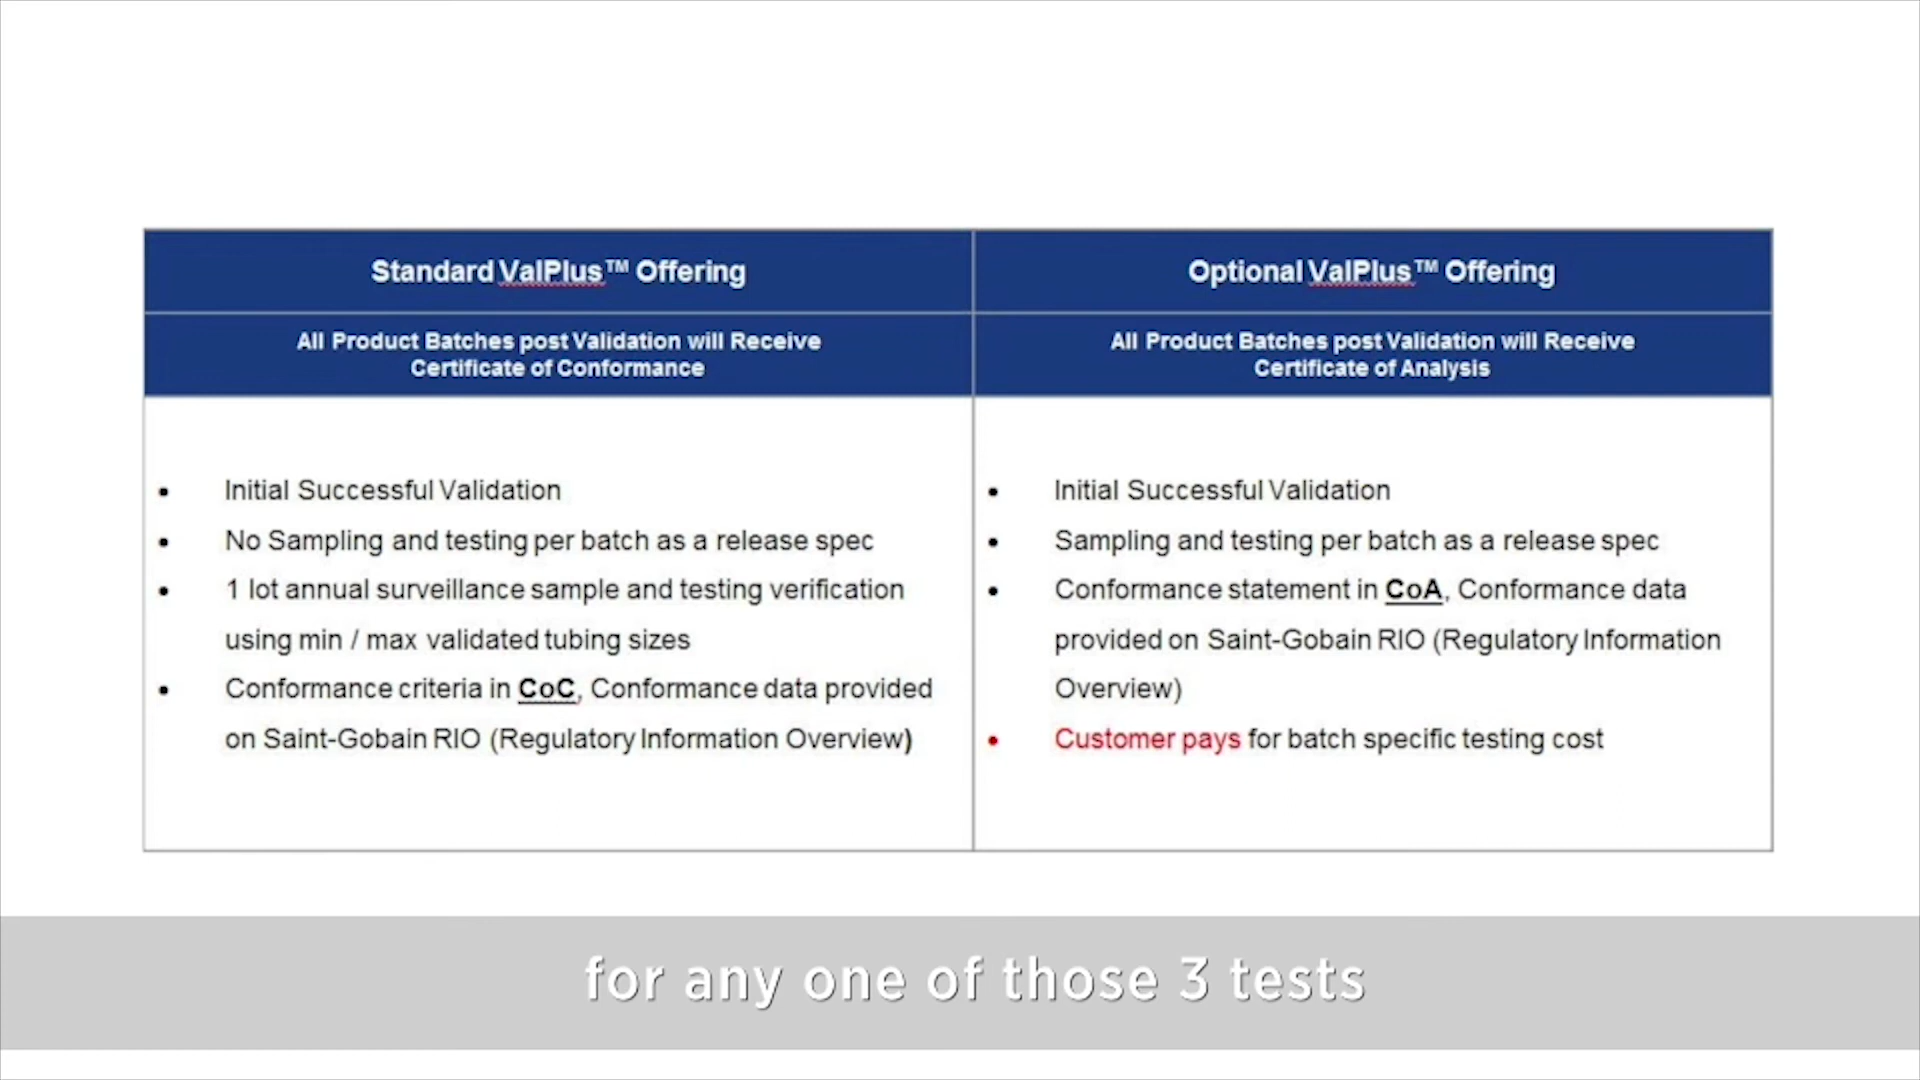 Standard ValPlus™ Offering
All Product Batches post Validation will Receive
Certificate of Conformance
• Initial Successful Validation
• No Sampling and testing per batch as a release spec
• 1 lot annual surveillance sample and testing verification
using min / max validated tubing sizes
• Conformance criteria in CoC, Conformance data provided
on Saint-Gobain RIO (Regulatory Information Overview)
Optional ValPlus™ Offering
All Product Batches post Validation will Receive
Certificate of Analysis
• Initial Successful Validation
• Sampling and testing per batch as a release spec
• Conformance statement in CoA, Conformance data
provided on Saint-Gobain RIO (Regulatory Information
Overview)
• Customer pays for batch specific testing cost
for any one of those 3 tests